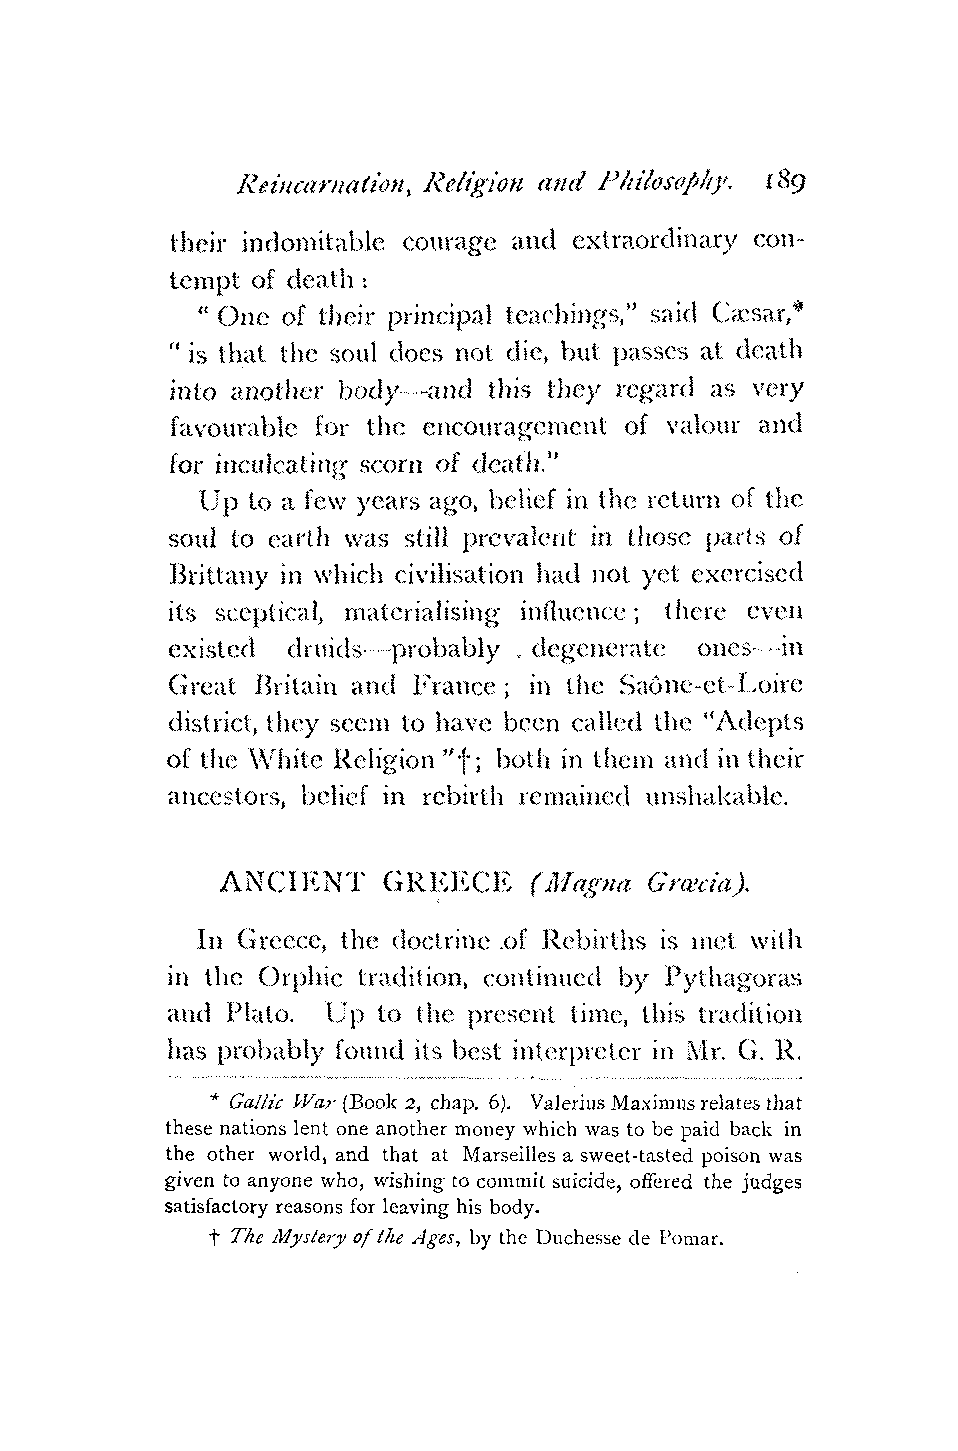 Reincarnation, Religion and Philosophy. 189
their indomitable courage and extraordinary con-
tempt of death :
" One of their principal teachings," said Cæsar,*
" is that the soul does not die, but passes at death
into another body—and this they regard as very
favourable for the encouragement of valour and
for inculcating scorn of death."
Up to a few years ago, belief in the return of the
soul to earth was still prevalent in those parts of
Brittany in which civilisation had not yet exercised
its sceptical, materialising influence ; there even
existed druids—probably degenerate ones—in
Great Britain and France ; in the Saône-et-Loire
district, they seem to have been called the "Adepts
of the White Religion "†; both in them and in their
ancestors, belief in rebirth remained unshakable.
ANCIENT GREECE (Magna Græcia).
In Greece, the doctrine of Rebirths is met with
in the Orphic tradition, continued by Pythagoras
and Plato. Up to the present time, this tradition
has probably found its best interpreter in Mr. G. R.
* Gallic War (Book 2, chap. 6). Valerius Maximus relates that
these nations lent one another money which was to be paid back in
the other world, and that at Marseilles a sweet-tasted poison was
given to anyone who, wishing to commit suicide, offered the judges
satisfactory reasons for leaving his body.
† The Mystery of the Ages, by the Duchesse de Pomar.